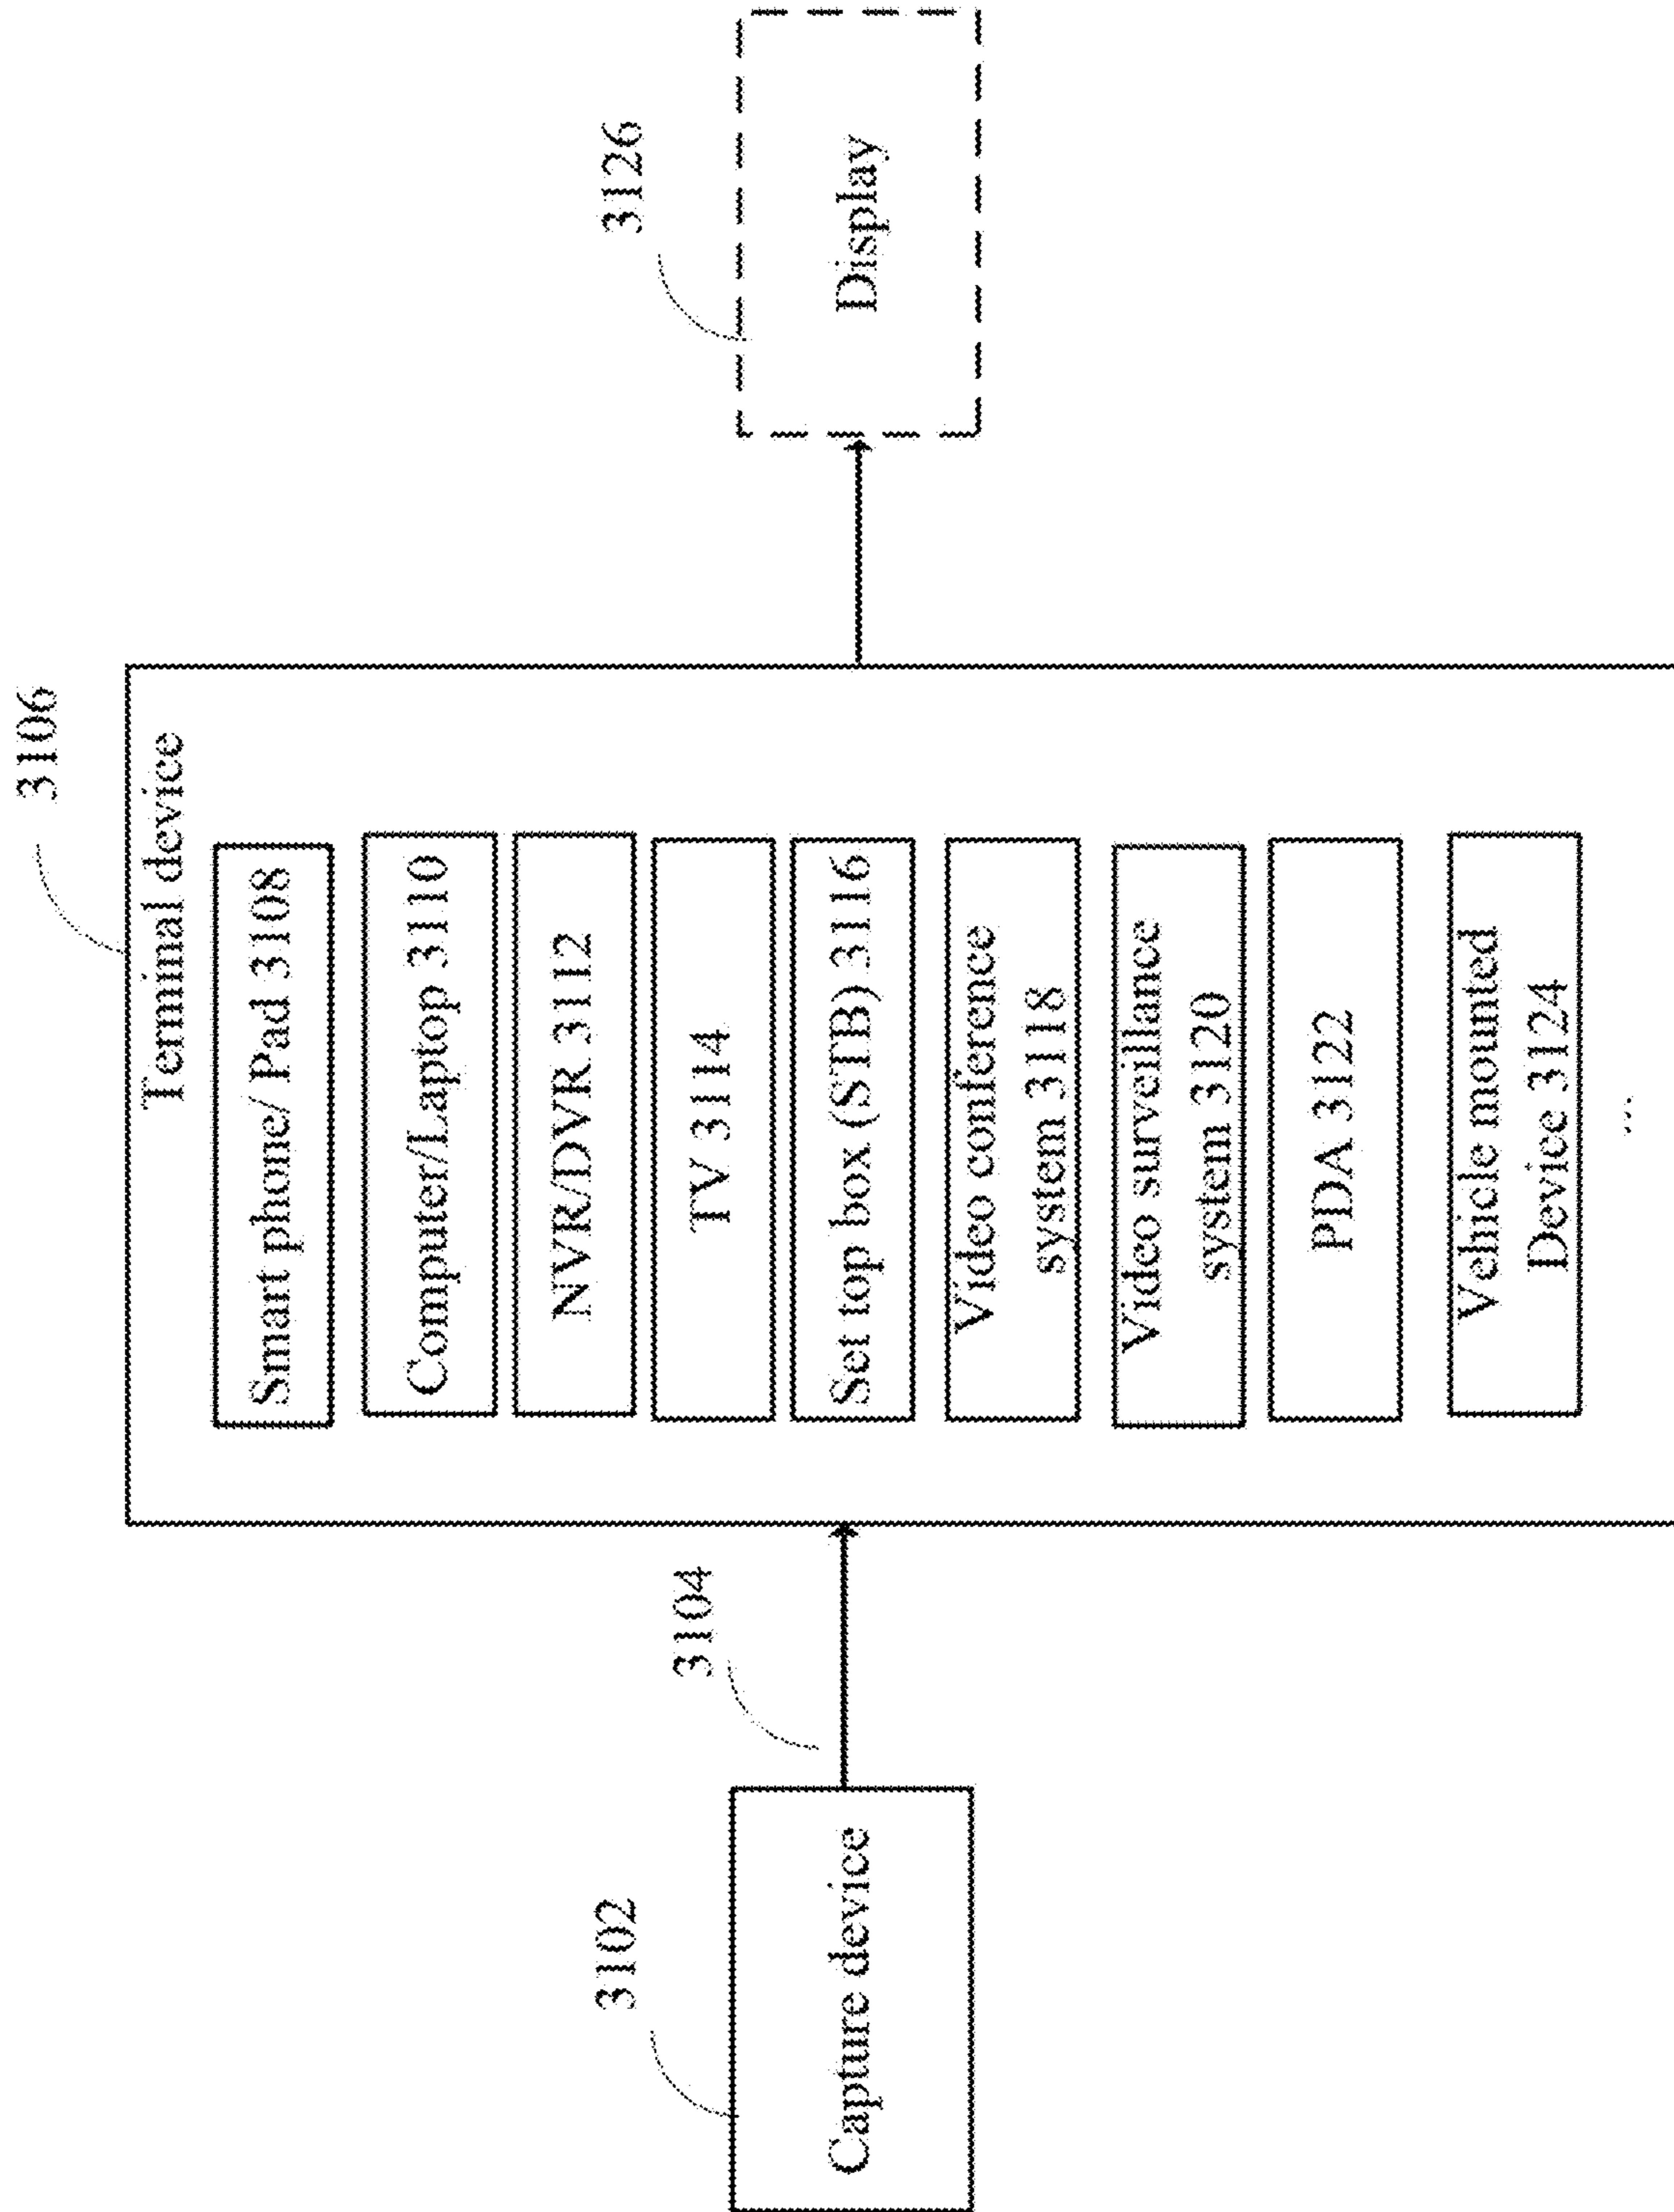 3106
Terminal device
Smart phone/ Pad 3108
Computer/Laptop 3110
NVR/DVR 3112
TV 3114
Set top box (STB) 3116
Video conference
system 3118
Video surveillance
system 3120
PDA 3122
Vehicle mounted
Device 3124
...
3102
Capture device
3104
3126
Display